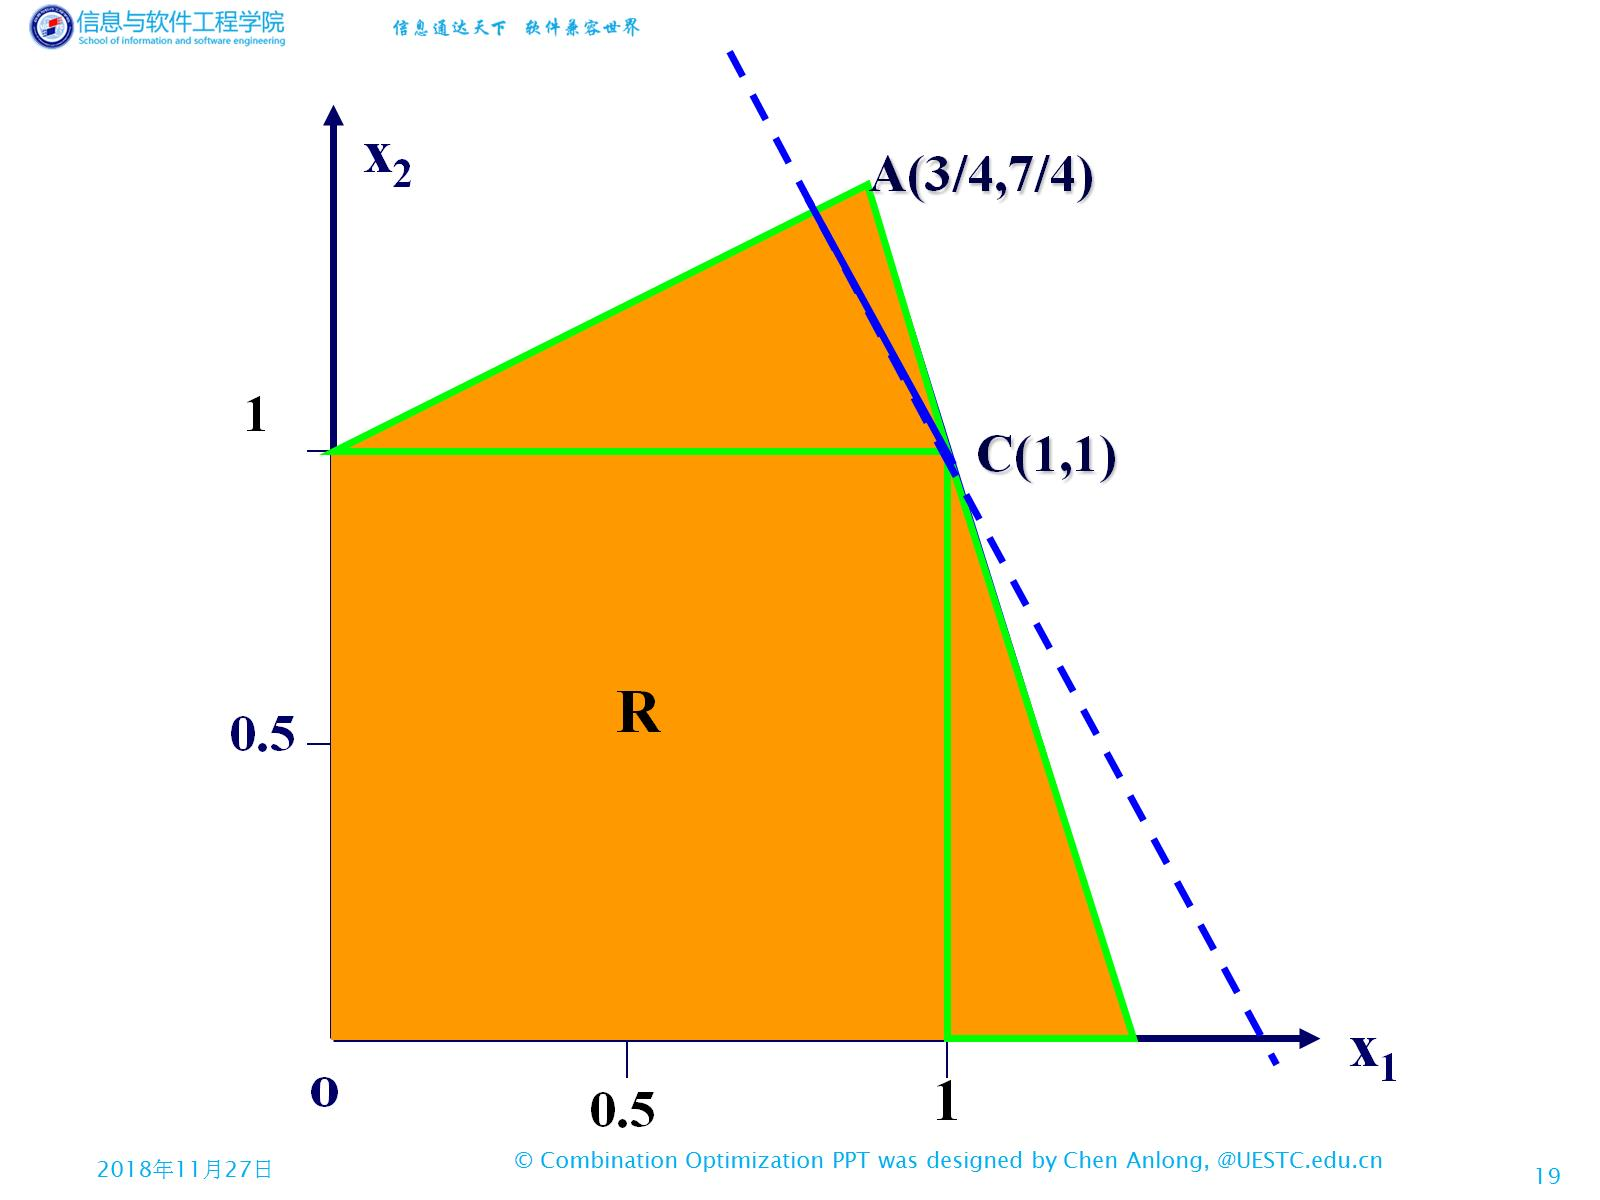 信息与软件工程学院
School of information and software engineering
信息通达天下 软件兼容世界
x2
A(3/4,7/4)
1
C(1,1)
0.5
R
x1
o
0.5
1
2018年11月27日
© Combination Optimization PPT was designed by Chen Anlong, @UESTC.edu.cn
19